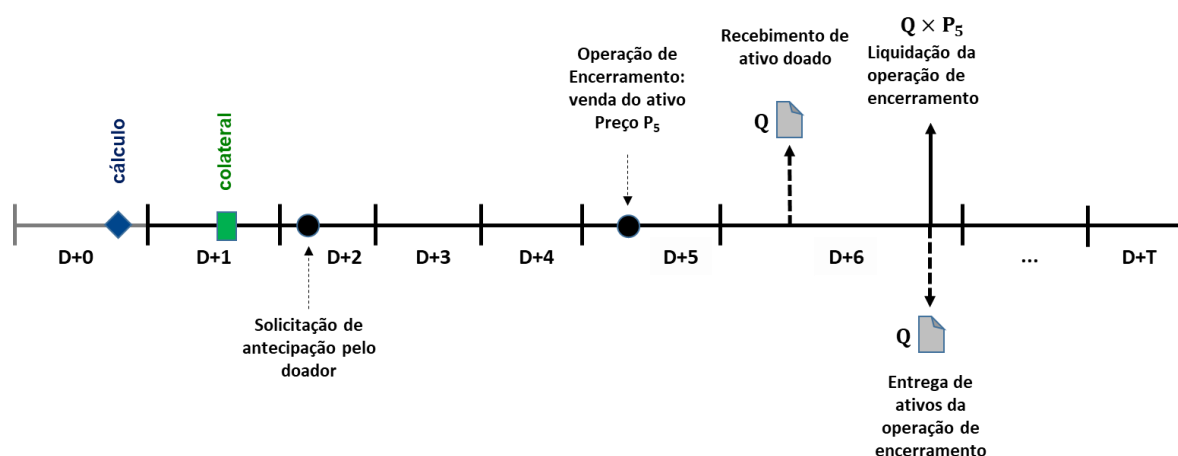 cálculo
colateral
Operação de
Encerramento:
venda do ativo
Preço P₅
Recebimento de
ativo doado
Q
Q × P₅
Liquidação da
operação de
encerramento
D+0
D+1
D+2
D+3
D+4
D+5
D+6
...
D+T
Solicitação de
antecipação pelo
doador
Q
Entrega de
ativos da
operação de
encerramento